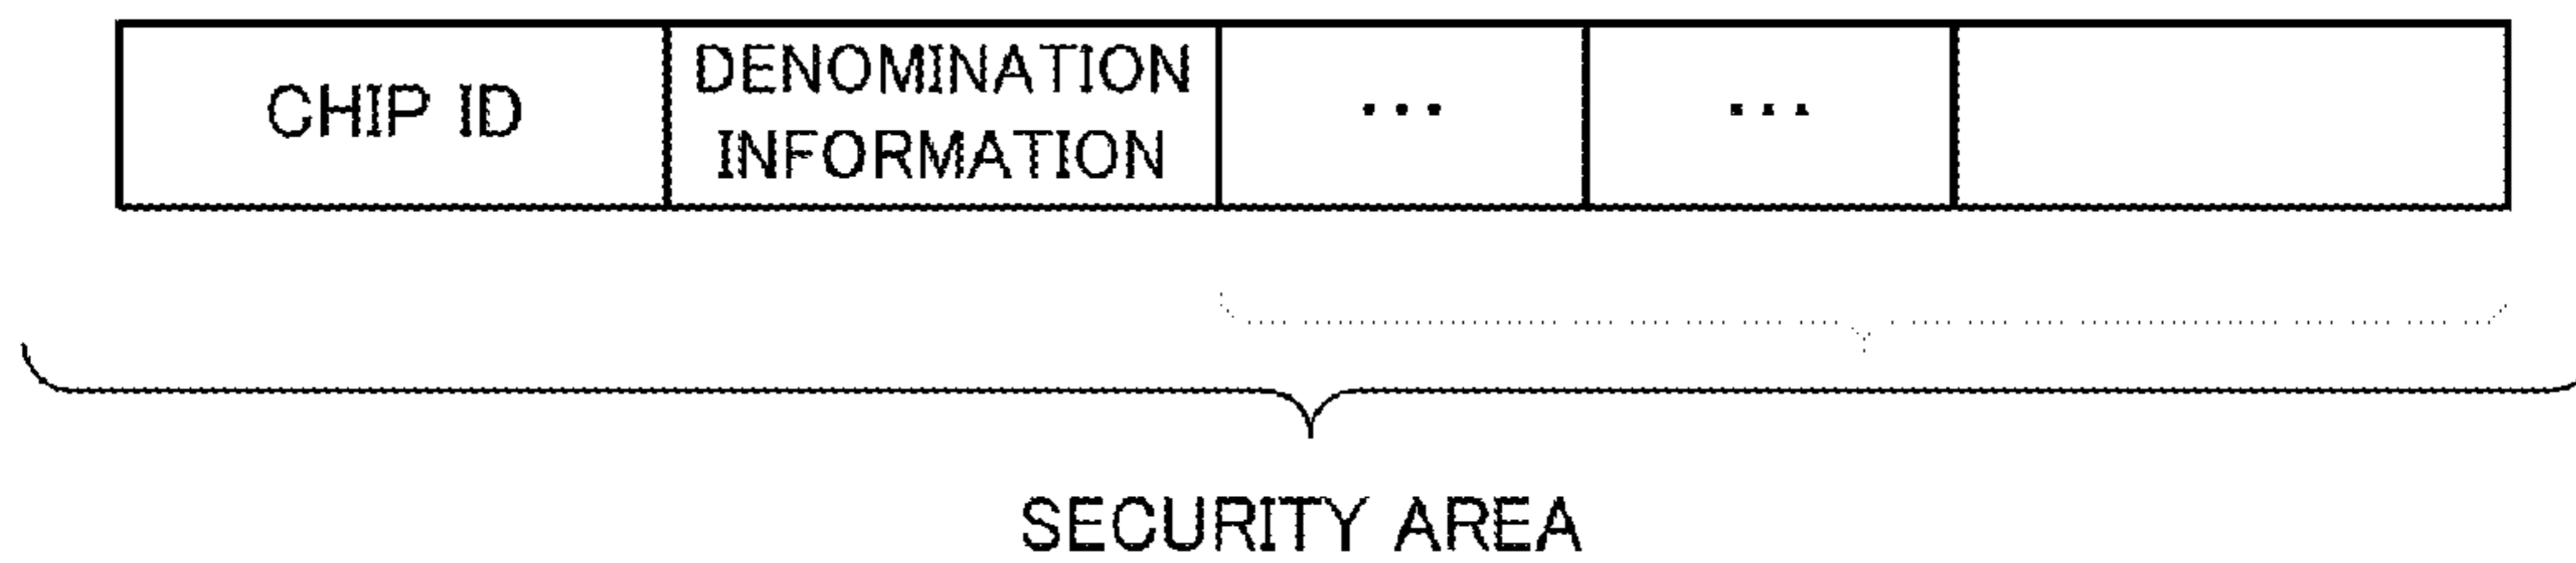 CHIP ID
DENOMINATION
INFORMATION
...
...
SECURITY AREA